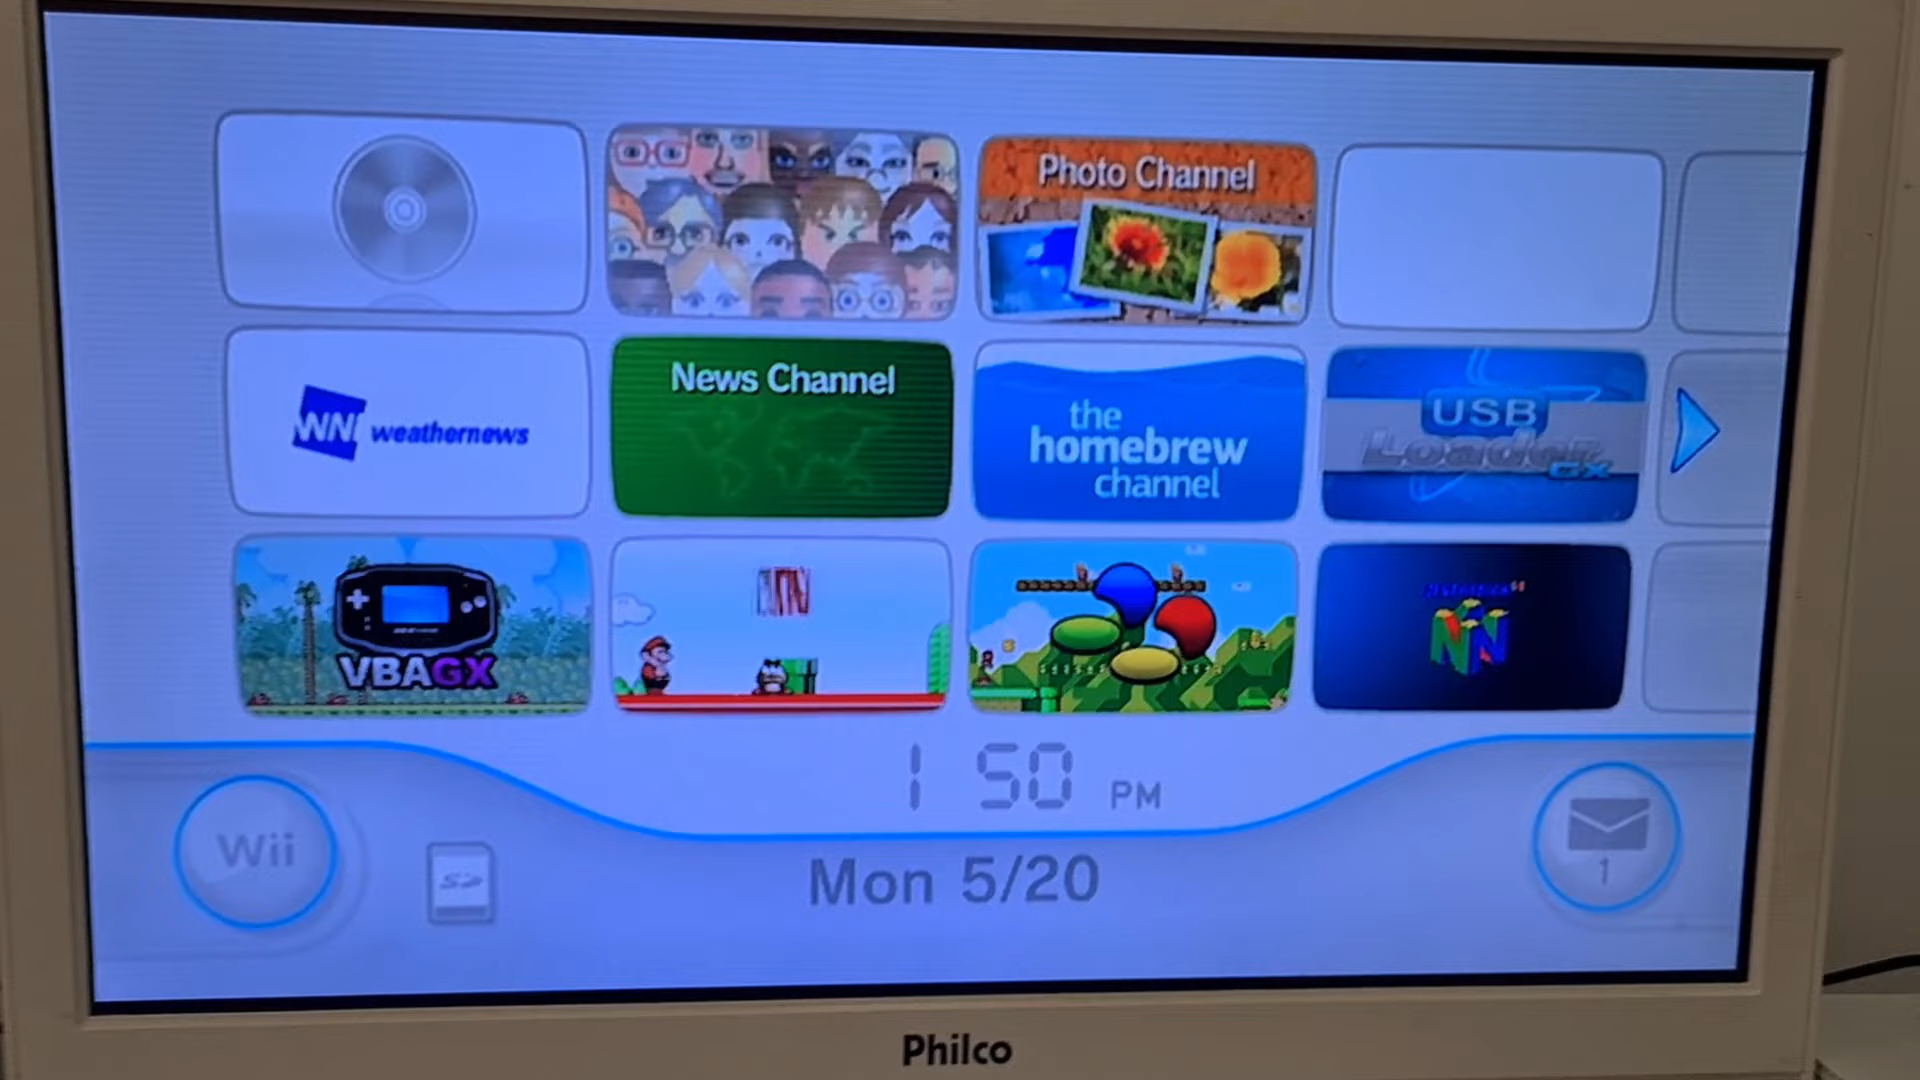 Photo Channel
WN weathernews
News Channel
the
homebrew
channel
USB
Loader GX
VBAGX
1 50 PM
Wii
Mon 5/20
1
Philco